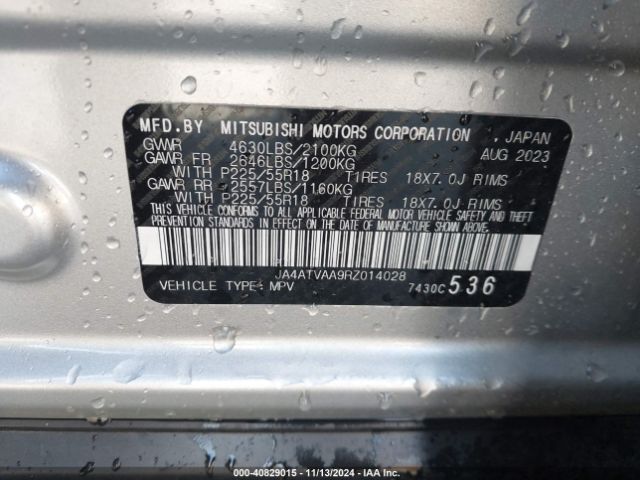 MFD.BY MITSUBISHI MOTORS CORPORATION , JAPAN
GVWR 4630LBS/2100KG AUG 2023
GAWR FR 2646LBS/1200KG
WITH P225/55R18 TIRES 18X7.0J RIMS
GAWR RR 2557LBS/1160KG
WITH P225/55R18 TIRES 18X7.0J RIMS
THIS VEHICLE CONFORMS TO ALL APPLICABLE FEDERAL MOTOR VEHICLE SAFETY AND THEFT
PREVENTION STANDARDS IN EFFECT ON THE DATE OF MANUFACTURE SHOWN ABOVE.
JA4ATVAA9RZ014028
VEHICLE TYPE: MPV 7430C 536
000-40829015 - 11/13/2024 - IAA Inc.